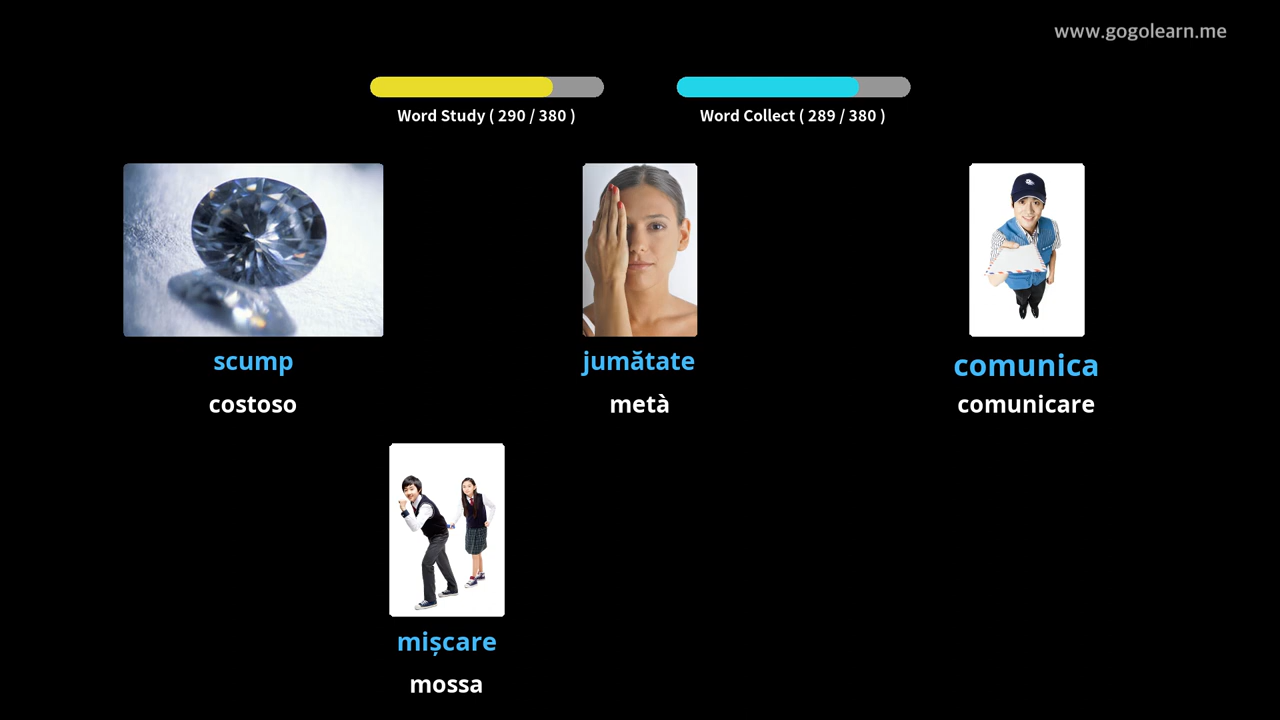 www.gogolearn.me
Word Study ( 290 / 380 )
Word Collect ( 289 / 380 )
scump
jumătate
comunica
costoso
metà
comunicare
mișcare
mossa